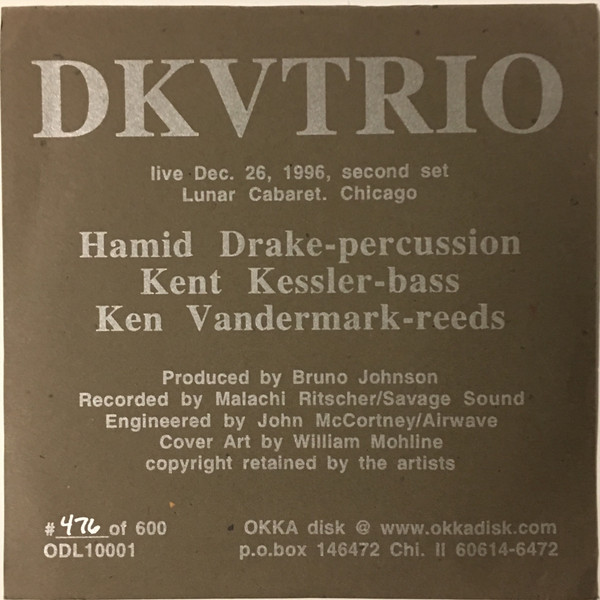 DKVTRIO
live Dec. 26, 1996, second set
Lunar Cabaret. Chicago
Hamid Drake-percussion
Kent Kessler-bass
Ken Vandermark-reeds
Produced by Bruno Johnson
Recorded by Malachi Ritscher/Savage Sound
Engineered by John McCortney/Airwave
Cover Art by William Mohline
copyright retained by the artists
#476 of 600
OKKA disk @ www.okkadisk.com
ODL10001
p.o.box 146472 Chi. Il 60614-6472